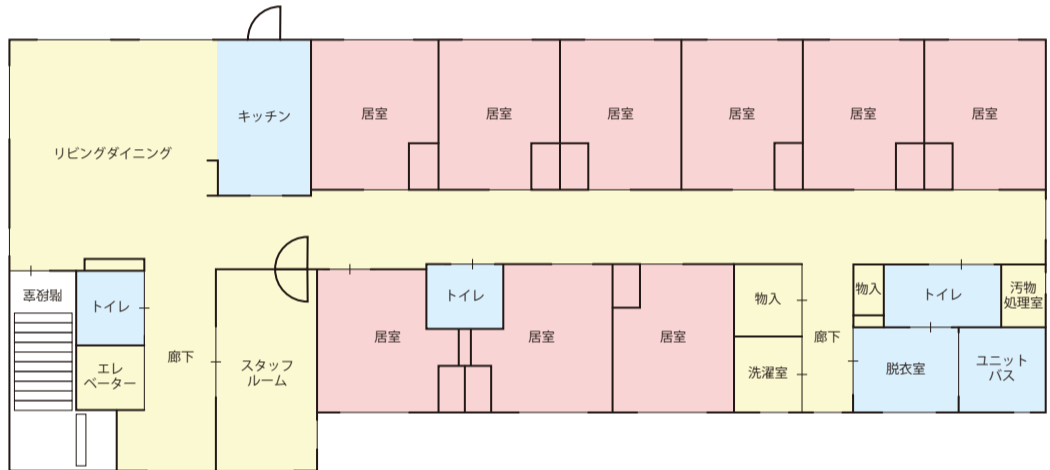 キッチン
居室
居室
居室
居室
居室
居室
リビングダイニング
階段室
トイレ
エレ
ベーター
廊下
スタッフ
ルーム
居室
トイレ
居室
居室
物入
洗濯室
廊下
物入
トイレ
汚物
処理室
脱衣室
ユニット
バス